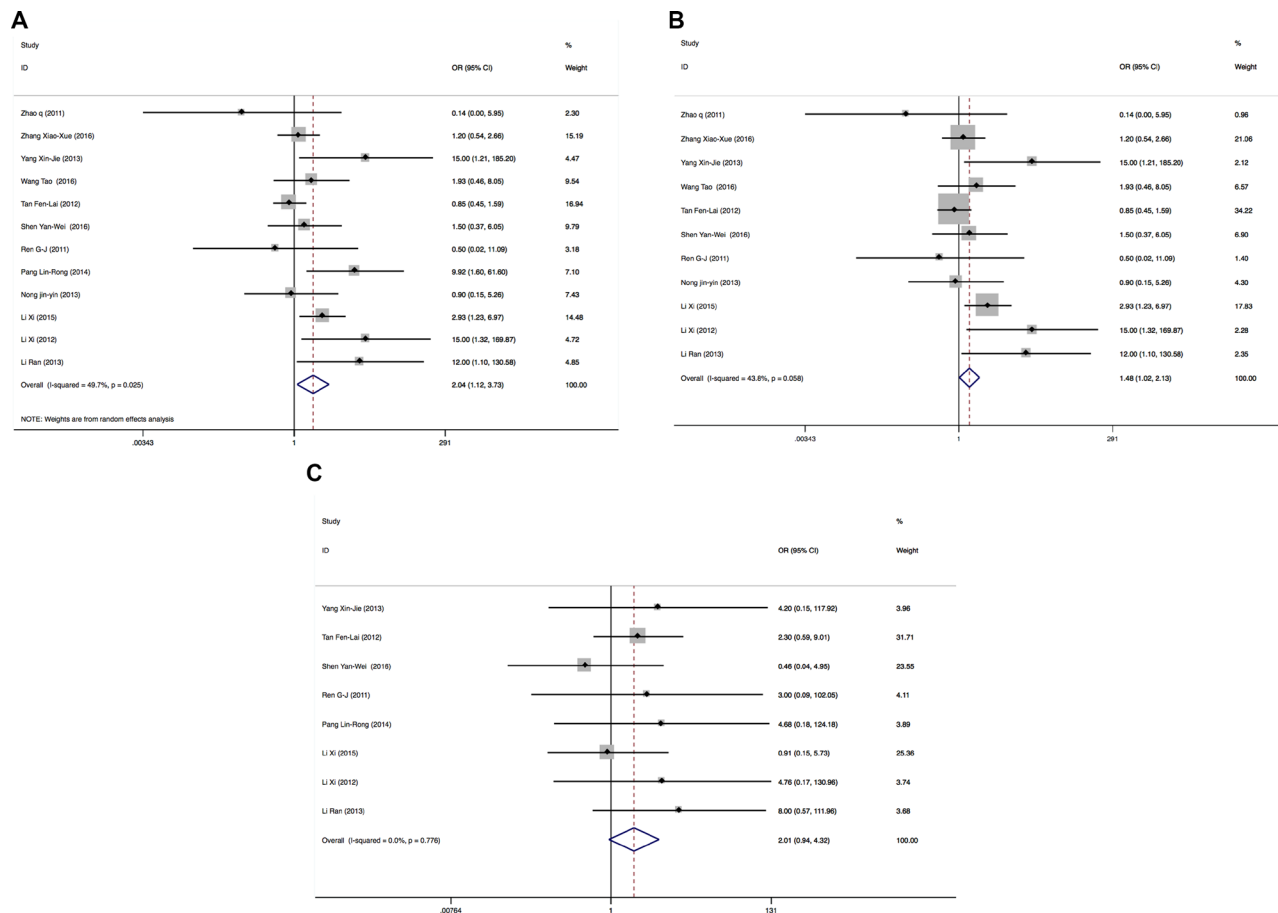 A
Study %
ID OR (95% CI) Weight
Zhao q (2011) 0.14 (0.00, 5.95) 2.30
Zhang Xiao-Xue (2016) 1.20 (0.54, 2.66) 15.19
Yang Xin-Jie (2013) 15.00 (1.21, 185.20) 4.47
Wang Tao (2016) 1.93 (0.46, 8.05) 9.54
Tan Fen-Lai (2012) 0.85 (0.45, 1.59) 16.94
Shen Yan-Wei (2016) 1.50 (0.37, 6.05) 9.79
Ren G-J (2011) 0.50 (0.02, 11.09) 3.18
Pang Lin-Rong (2014) 9.92 (1.60, 61.60) 7.10
Nong jin-yin (2013) 0.90 (0.15, 5.26) 7.43
Li Xi (2015) 2.93 (1.23, 6.97) 14.48
Li Xi (2012) 15.00 (1.32, 169.87) 4.72
Li Ran (2013) 12.00 (1.10, 130.58) 4.85
Overall (I-squared = 49.7%, p = 0.025) 2.04 (1.12, 3.73) 100.00
NOTE: Weights are from random effects analysis
.00343 1 291
B
Study %
ID OR (95% CI) Weight
Zhao q (2011) 0.14 (0.00, 5.95) 0.96
Zhang Xiao-Xue (2016) 1.20 (0.54, 2.66) 21.06
Yang Xin-Jie (2013) 15.00 (1.21, 185.20) 2.12
Wang Tao (2016) 1.93 (0.46, 8.05) 6.57
Tan Fen-Lai (2012) 0.85 (0.45, 1.59) 34.22
Shen Yan-Wei (2016) 1.50 (0.37, 6.05) 6.90
Ren G-J (2011) 0.50 (0.02, 11.09) 1.40
Nong jin-yin (2013) 0.90 (0.15, 5.26) 4.30
Li Xi (2015) 2.93 (1.23, 6.97) 17.83
Li Xi (2012) 15.00 (1.32, 169.87) 2.28
Li Ran (2013) 12.00 (1.10, 130.58) 2.35
Overall (I-squared = 43.8%, p = 0.058) 1.48 (1.02, 2.13) 100.00
.00343 1 291
C
Study %
ID OR (95% CI) Weight
Yang Xin-Jie (2013) 4.20 (0.15, 117.92) 3.96
Tan Fen-Lai (2012) 2.30 (0.59, 9.01) 31.71
Shen Yan-Wei (2016) 0.46 (0.04, 4.95) 23.55
Ren G-J (2011) 3.00 (0.09, 102.05) 4.11
Pang Lin-Rong (2014) 4.68 (0.18, 124.18) 3.89
Li Xi (2015) 0.91 (0.15, 5.73) 25.36
Li Xi (2012) 4.76 (0.17, 130.96) 3.74
Li Ran (2013) 8.00 (0.57, 111.96) 3.68
Overall (I-squared = 0.0%, p = 0.776) 2.01 (0.94, 4.32) 100.00
.00764 1 131